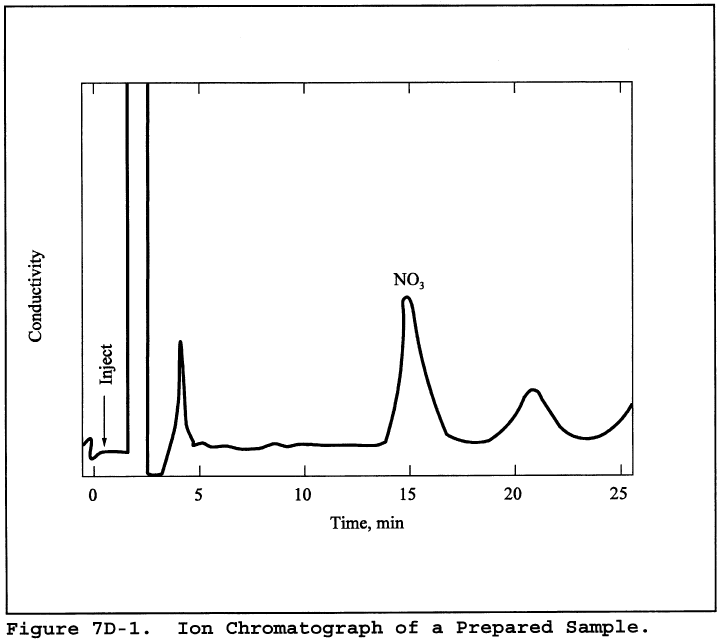 NO₃
Conductivity
Inject
0 5 10 15 20 25
Time, min
Figure 7D-1. Ion Chromatograph of a Prepared Sample.